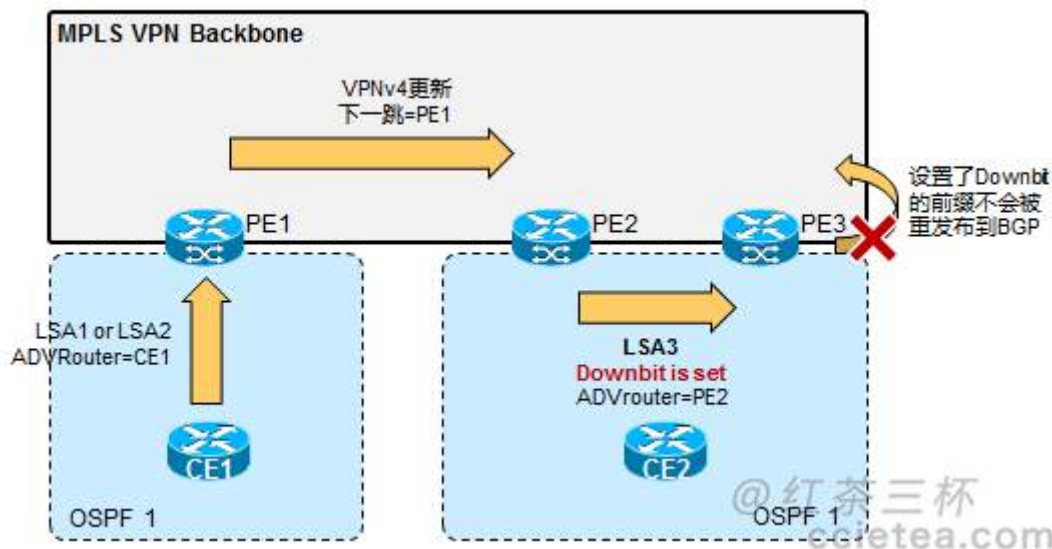 MPLS VPN Backbone
VPNv4更新
下一跳=PE1
设置了Downbit
的前缀不会被
重发布到BGP
PE1
PE2
PE3
LSA1 or LSA2
ADVRouter=CE1
LSA3
Downbit is set
ADVrouter=PE2
CE1
CE2
OSPF 1
OSPF 1
@红茶三杯
ccietea.com